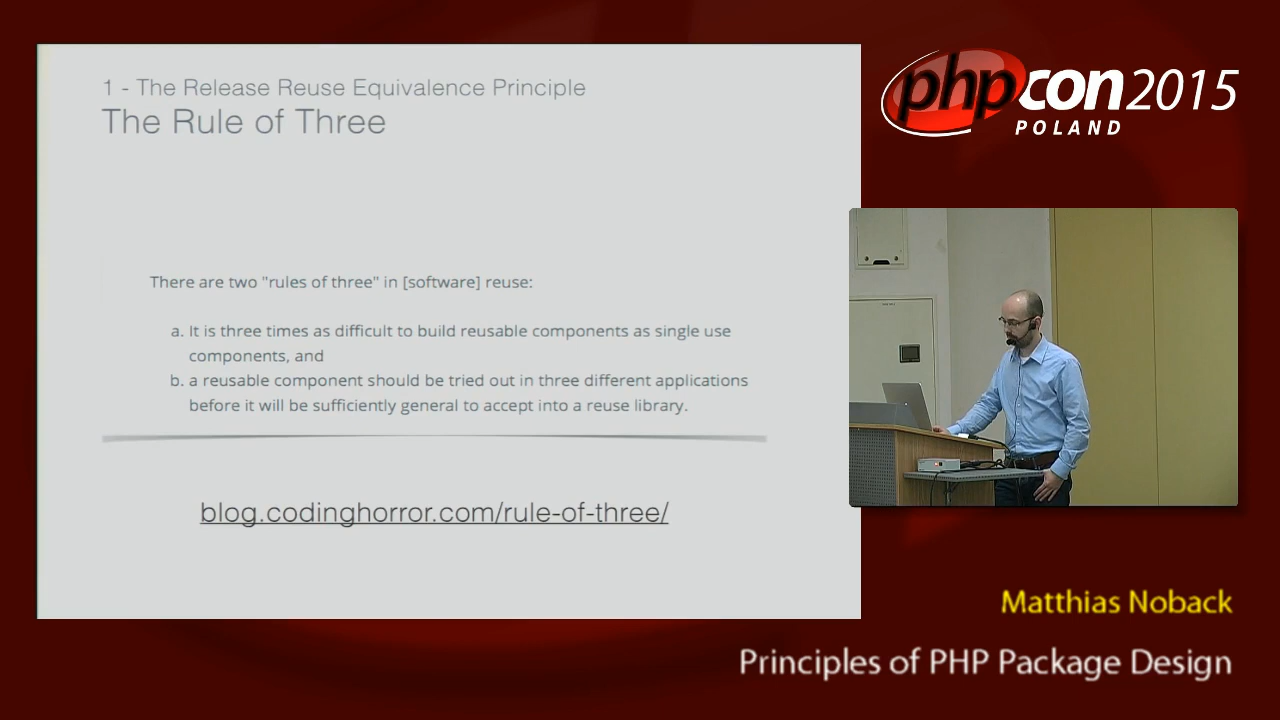 1 - The Release Reuse Equivalence Principle
The Rule of Three
There are two "rules of three" in [software] reuse:
a. It is three times as difficult to build reusable components as single use
components, and
b. a reusable component should be tried out in three different applications
before it will be sufficiently general to accept into a reuse library.
blog.codinghorror.com/rule-of-three/
phpcon2015
POLAND
Matthias Noback
Principles of PHP Package Design